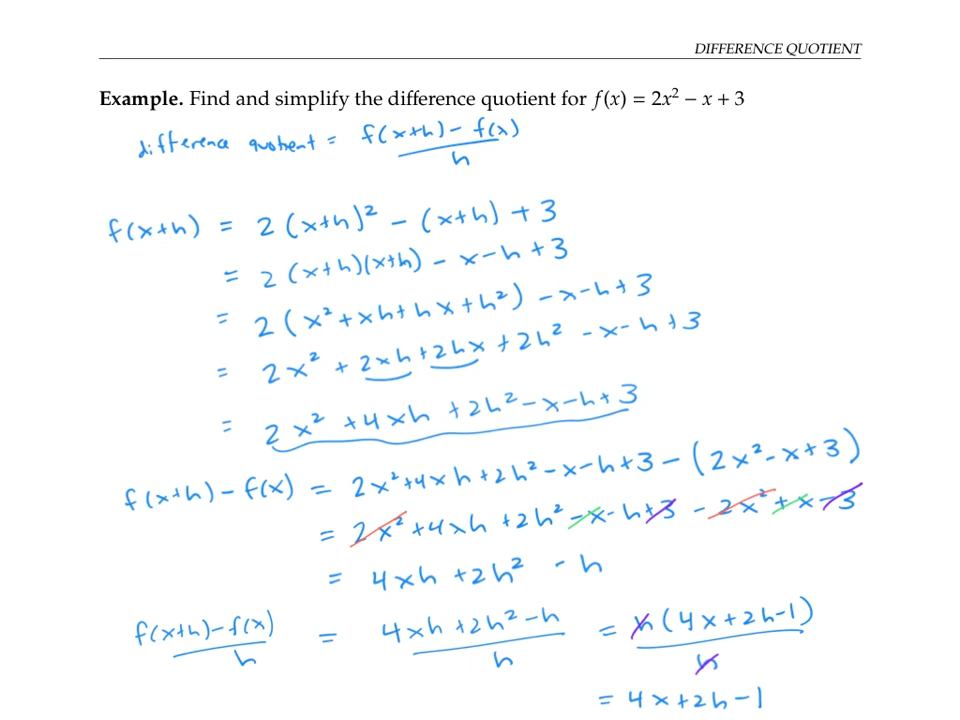 DIFFERENCE QUOTIENT
Example. Find and simplify the difference quotient for f(x) = 2x² − x + 3
difference quotient = (f(x+h) − f(x))/h
f(x+h) = 2(x+h)² − (x+h) + 3
= 2(x+h)(x+h) − x−h+3
= 2(x²+xh+hx+h²) −x−h+3
= 2x² + 2xh+2hx+2h² −x−h+3
= 2x² +4xh +2h²−x−h+3
f(x+h) − f(x) = 2x²+4xh+2h²−x−h+3 − (2x²−x+3)
= 2x²+4xh+2h²−x−h+3 − 2x²+x−3
= 4xh +2h² − h
(f(x+h)−f(x))/h = (4xh+2h²−h)/h = h(4x+2h−1)/h
= 4x+2h−1